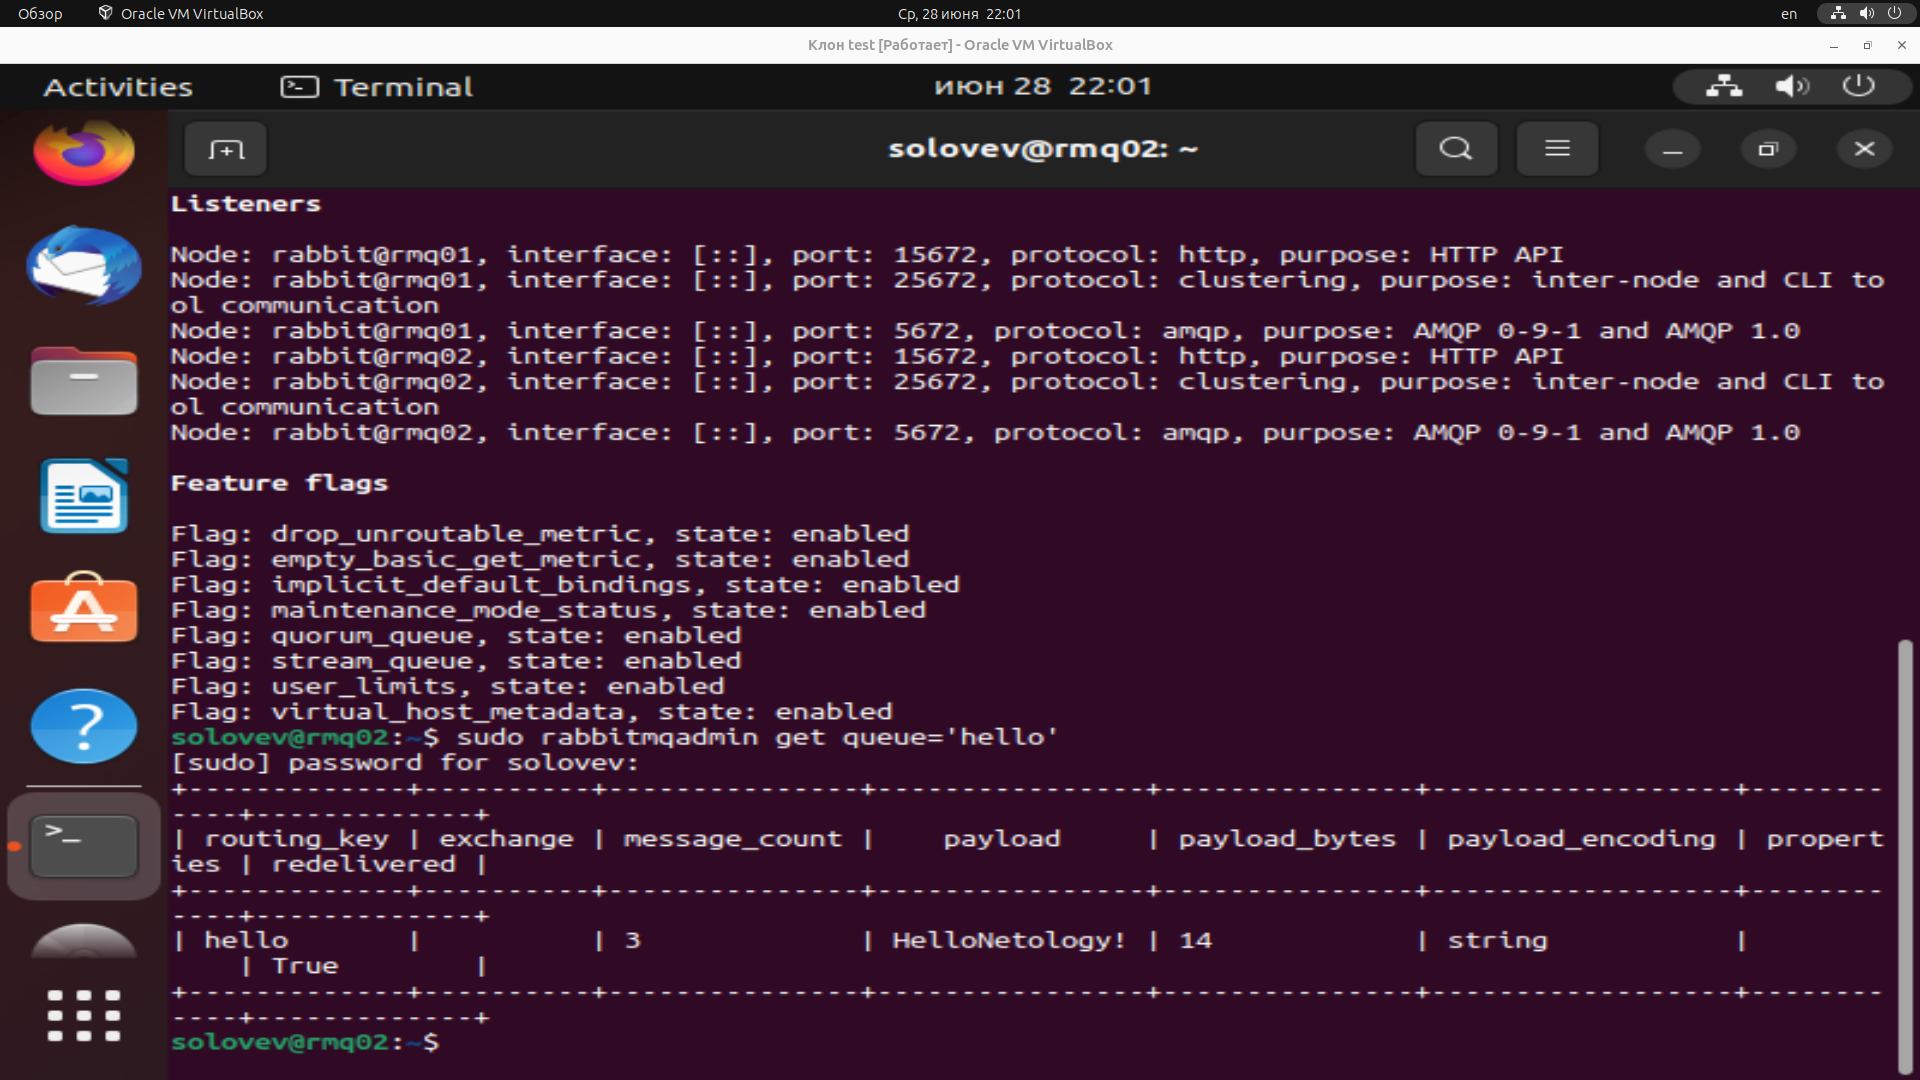 Обзор Oracle VM VirtualBox Ср, 28 июня 22:01 en
Клон test [Работает] - Oracle VM VirtualBox
Activities Terminal июн 28 22:01
solovev@rmq02: ~
Listeners
Node: rabbit@rmq01, interface: [::], port: 15672, protocol: http, purpose: HTTP API
Node: rabbit@rmq01, interface: [::], port: 25672, protocol: clustering, purpose: inter-node and CLI to
ol communication
Node: rabbit@rmq01, interface: [::], port: 5672, protocol: amqp, purpose: AMQP 0-9-1 and AMQP 1.0
Node: rabbit@rmq02, interface: [::], port: 15672, protocol: http, purpose: HTTP API
Node: rabbit@rmq02, interface: [::], port: 25672, protocol: clustering, purpose: inter-node and CLI to
ol communication
Node: rabbit@rmq02, interface: [::], port: 5672, protocol: amqp, purpose: AMQP 0-9-1 and AMQP 1.0
Feature flags
Flag: drop_unroutable_metric, state: enabled
Flag: empty_basic_get_metric, state: enabled
Flag: implicit_default_bindings, state: enabled
Flag: maintenance_mode_status, state: enabled
Flag: quorum_queue, state: enabled
Flag: stream_queue, state: enabled
Flag: user_limits, state: enabled
Flag: virtual_host_metadata, state: enabled
solovev@rmq02:~$ sudo rabbitmqadmin get queue='hello'
[sudo] password for solovev:
+-------------+----------+---------------+----------------+---------------+------------------+--------
----+-------------+
| routing_key | exchange | message_count |    payload     | payload_bytes | payload_encoding | propert
ies | redelivered |
+-------------+----------+---------------+----------------+---------------+------------------+--------
----+-------------+
| hello       |          | 3             | HelloNetology! | 14            | string           |
    | True        |
+-------------+----------+---------------+----------------+---------------+------------------+--------
----+-------------+
solovev@rmq02:~$